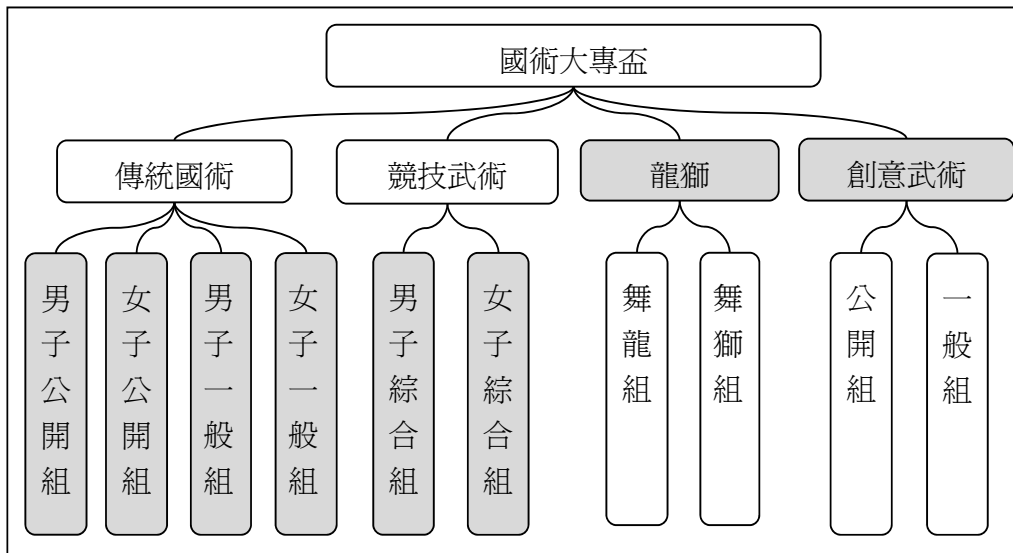 國術大專盃
傳統國術
競技武術
龍獅
創意武術
男子公開組
女子公開組
男子一般組
女子一般組
男子綜合組
女子綜合組
舞龍組
舞獅組
公開組
一般組